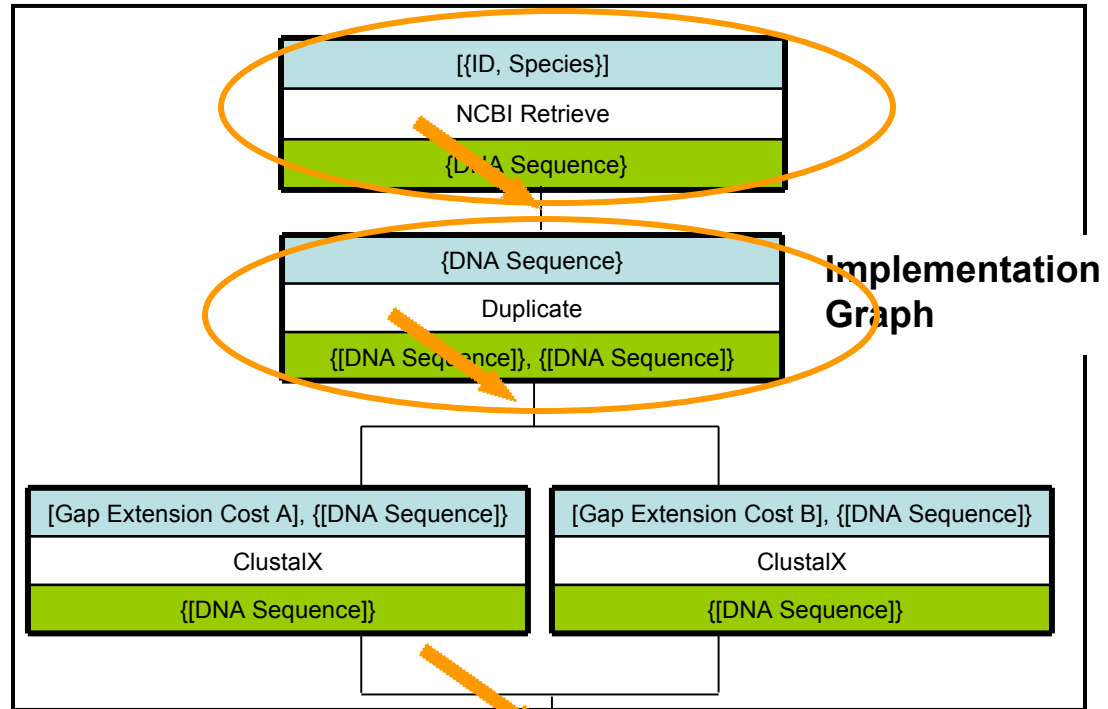 [{ID, Species}]
NCBI Retrieve
{DNA Sequence}
{DNA Sequence}
Duplicate
{[DNA Sequence]}, {[DNA Sequence]}
Implementation
Graph
[Gap Extension Cost A], {[DNA Sequence]}
ClustalX
{[DNA Sequence]}
[Gap Extension Cost B], {[DNA Sequence]}
ClustalX
{[DNA Sequence]}